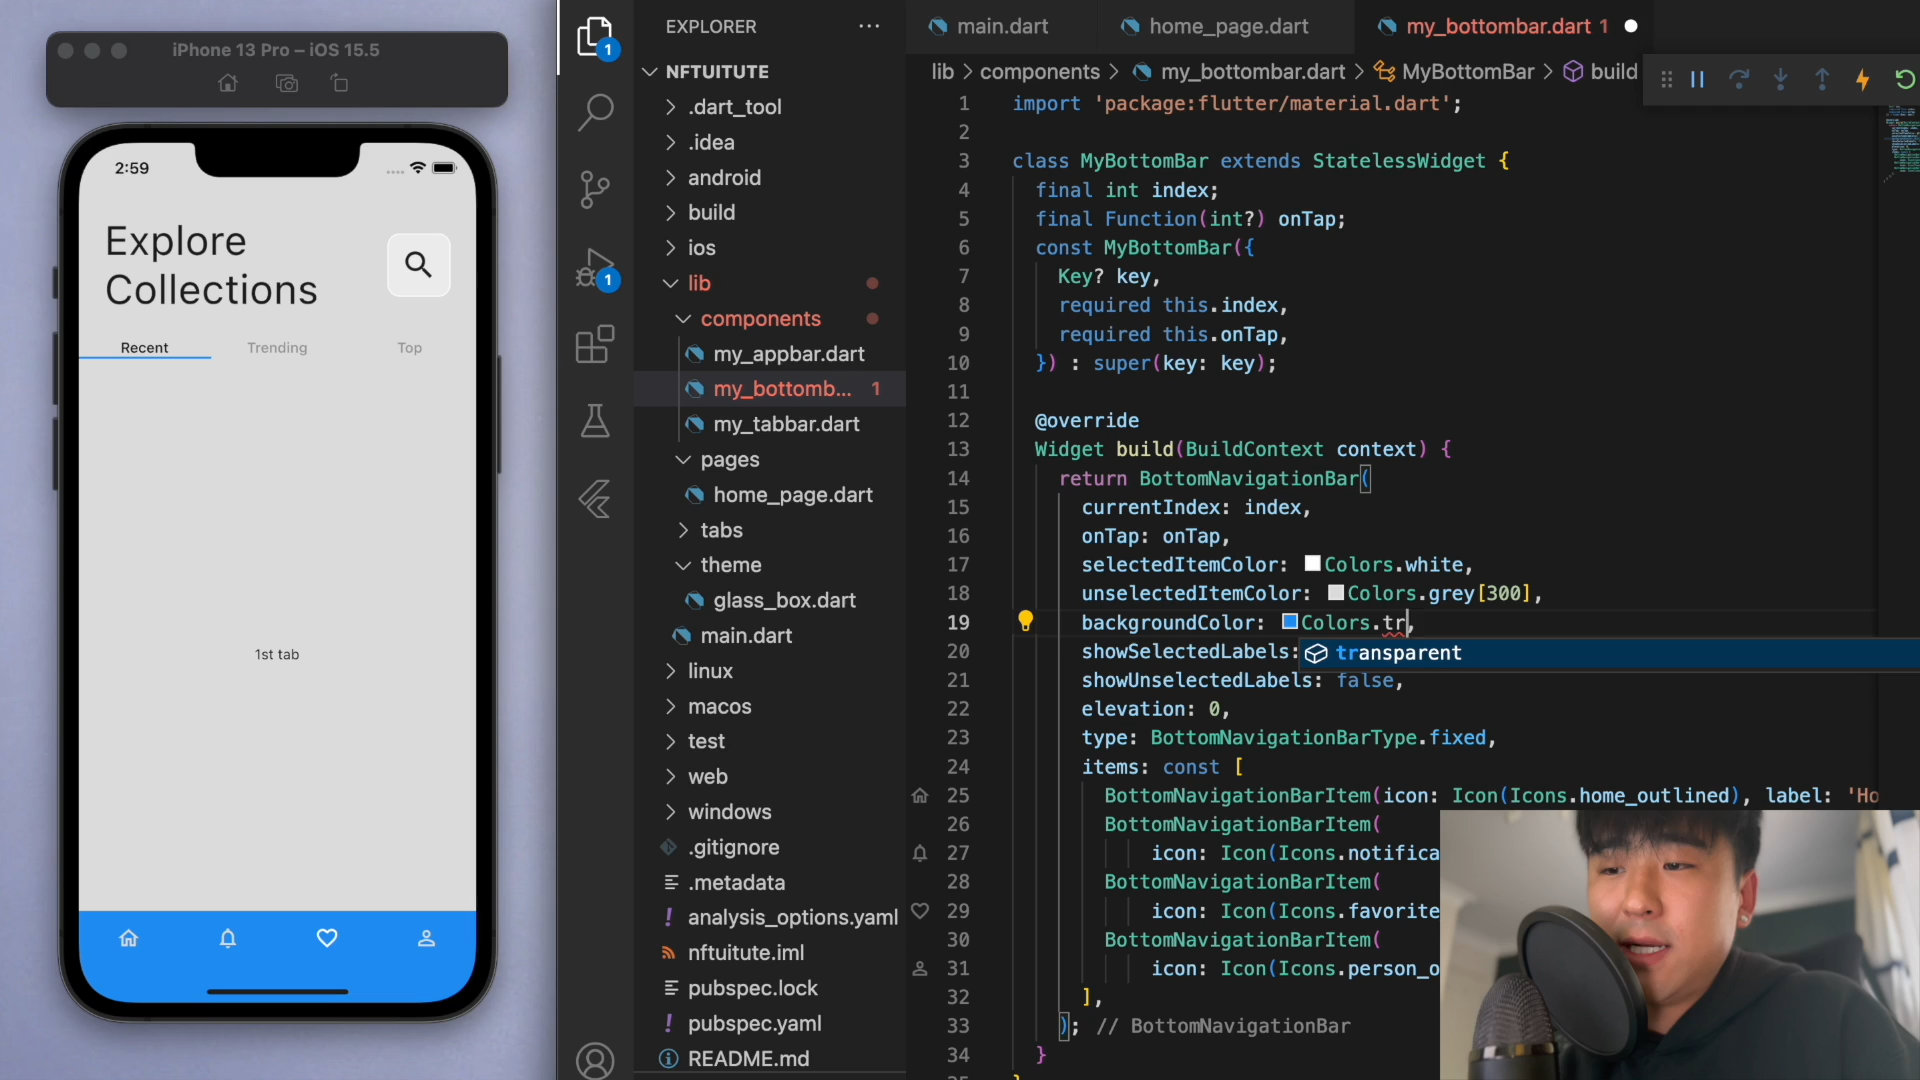 iPhone 13 Pro – iOS 15.5
2:59
Explore
Collections
Recent
Trending
Top
1st tab
1
1
EXPLORER
NFTUITUTE
.dart_tool
.idea
android
build
ios
lib
components
my_appbar.dart
my_bottomb... 1
my_tabbar.dart
pages
home_page.dart
tabs
theme
glass_box.dart
main.dart
linux
macos
test
web
windows
.gitignore
.metadata
analysis_options.yaml
nftuitute.iml
pubspec.lock
pubspec.yaml
README.md
main.dart
home_page.dart
my_bottombar.dart 1
lib > components > my_bottombar.dart > MyBottomBar > build
1 import 'package:flutter/material.dart';
2
3 class MyBottomBar extends StatelessWidget {
4 final int index;
5 final Function(int?) onTap;
6 const MyBottomBar({
7 Key? key,
8 required this.index,
9 required this.onTap,
10 }) : super(key: key);
11
12 @override
13 Widget build(BuildContext context) {
14 return BottomNavigationBar(
15 currentIndex: index,
16 onTap: onTap,
17 selectedItemColor: Colors.white,
18 unselectedItemColor: Colors.grey[300],
19 backgroundColor: Colors.tr,
transparent
20 showSelectedLabels:
21 showUnselectedLabels: false,
22 elevation: 0,
23 type: BottomNavigationBarType.fixed,
24 items: const [
25 BottomNavigationBarItem(icon: Icon(Icons.home_outlined), label: 'Ho
26 BottomNavigationBarItem(
27 icon: Icon(Icons.notifica
28 BottomNavigationBarItem(
29 icon: Icon(Icons.favorite
30 BottomNavigationBarItem(
31 icon: Icon(Icons.person_o
32 ],
33 ); // BottomNavigationBar
34 }